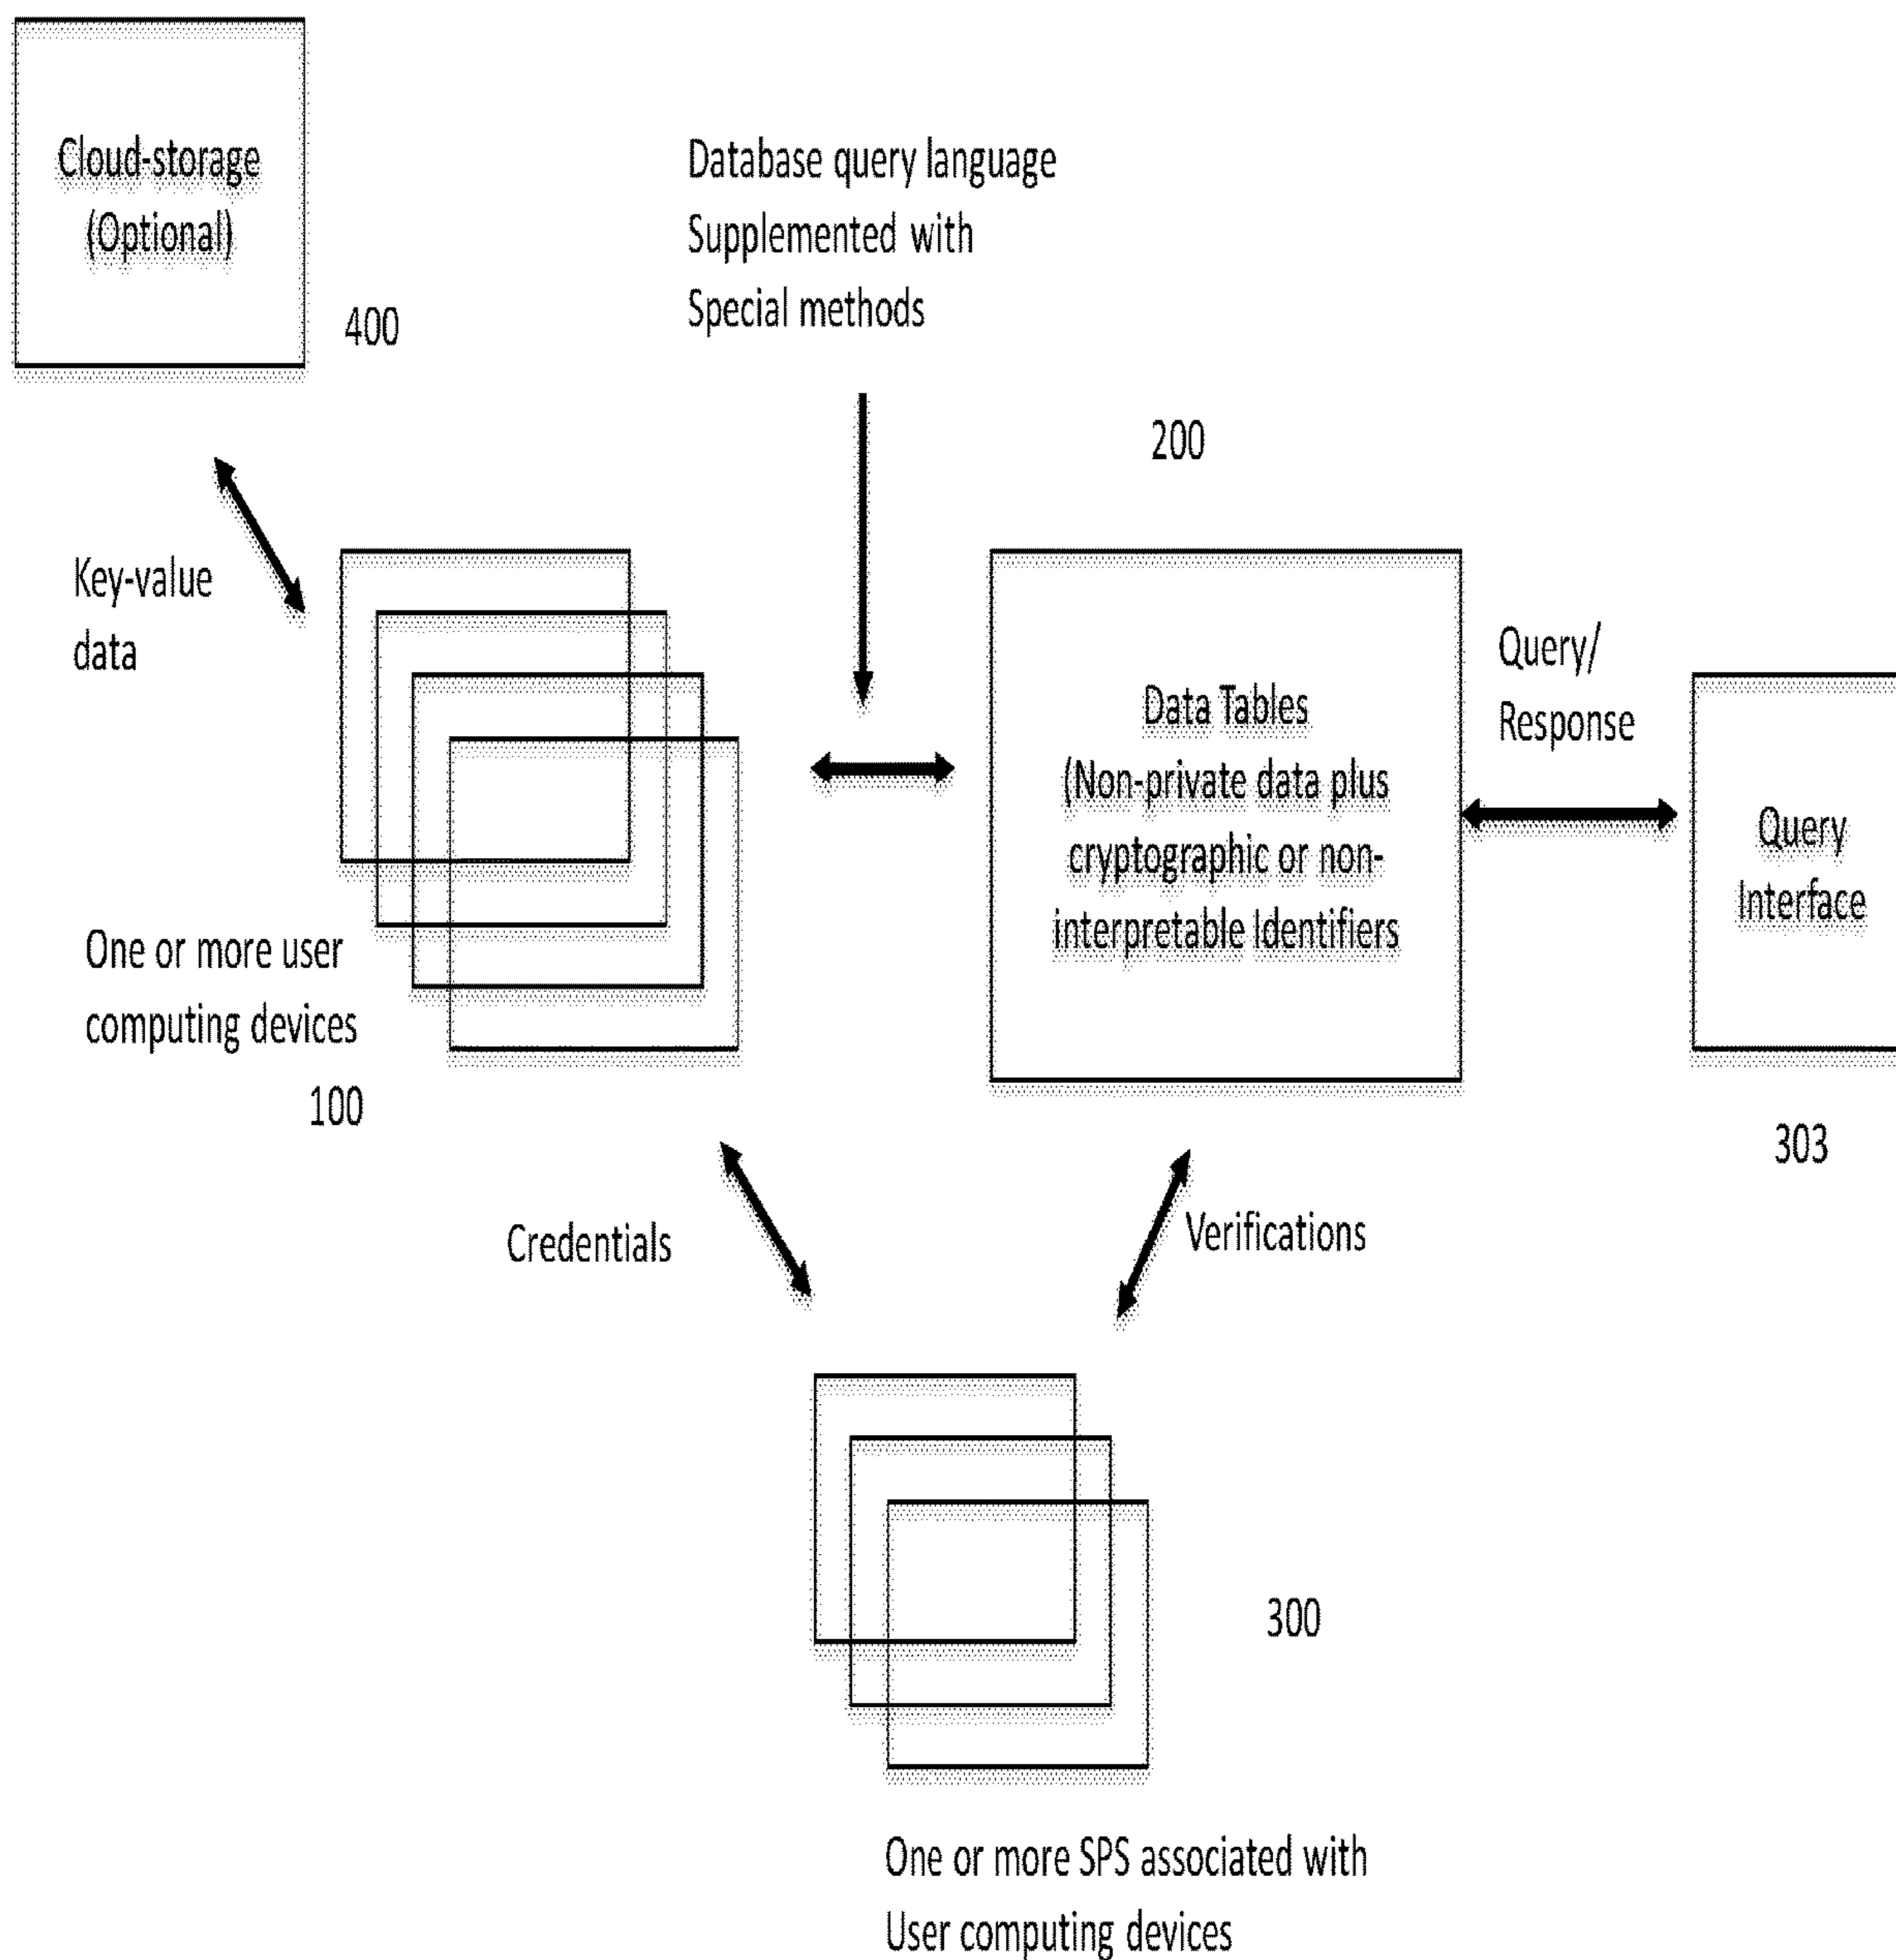 Cloud-storage
(Optional)
400
Database query language
Supplemented with
Special methods
200
Key-value
data
One or more user
computing devices
100
Data Tables
(Non-private data plus
cryptographic or non-
interpretable Identifiers
Query/
Response
Query
Interface
303
Credentials
Verifications
300
One or more SPS associated with
User computing devices